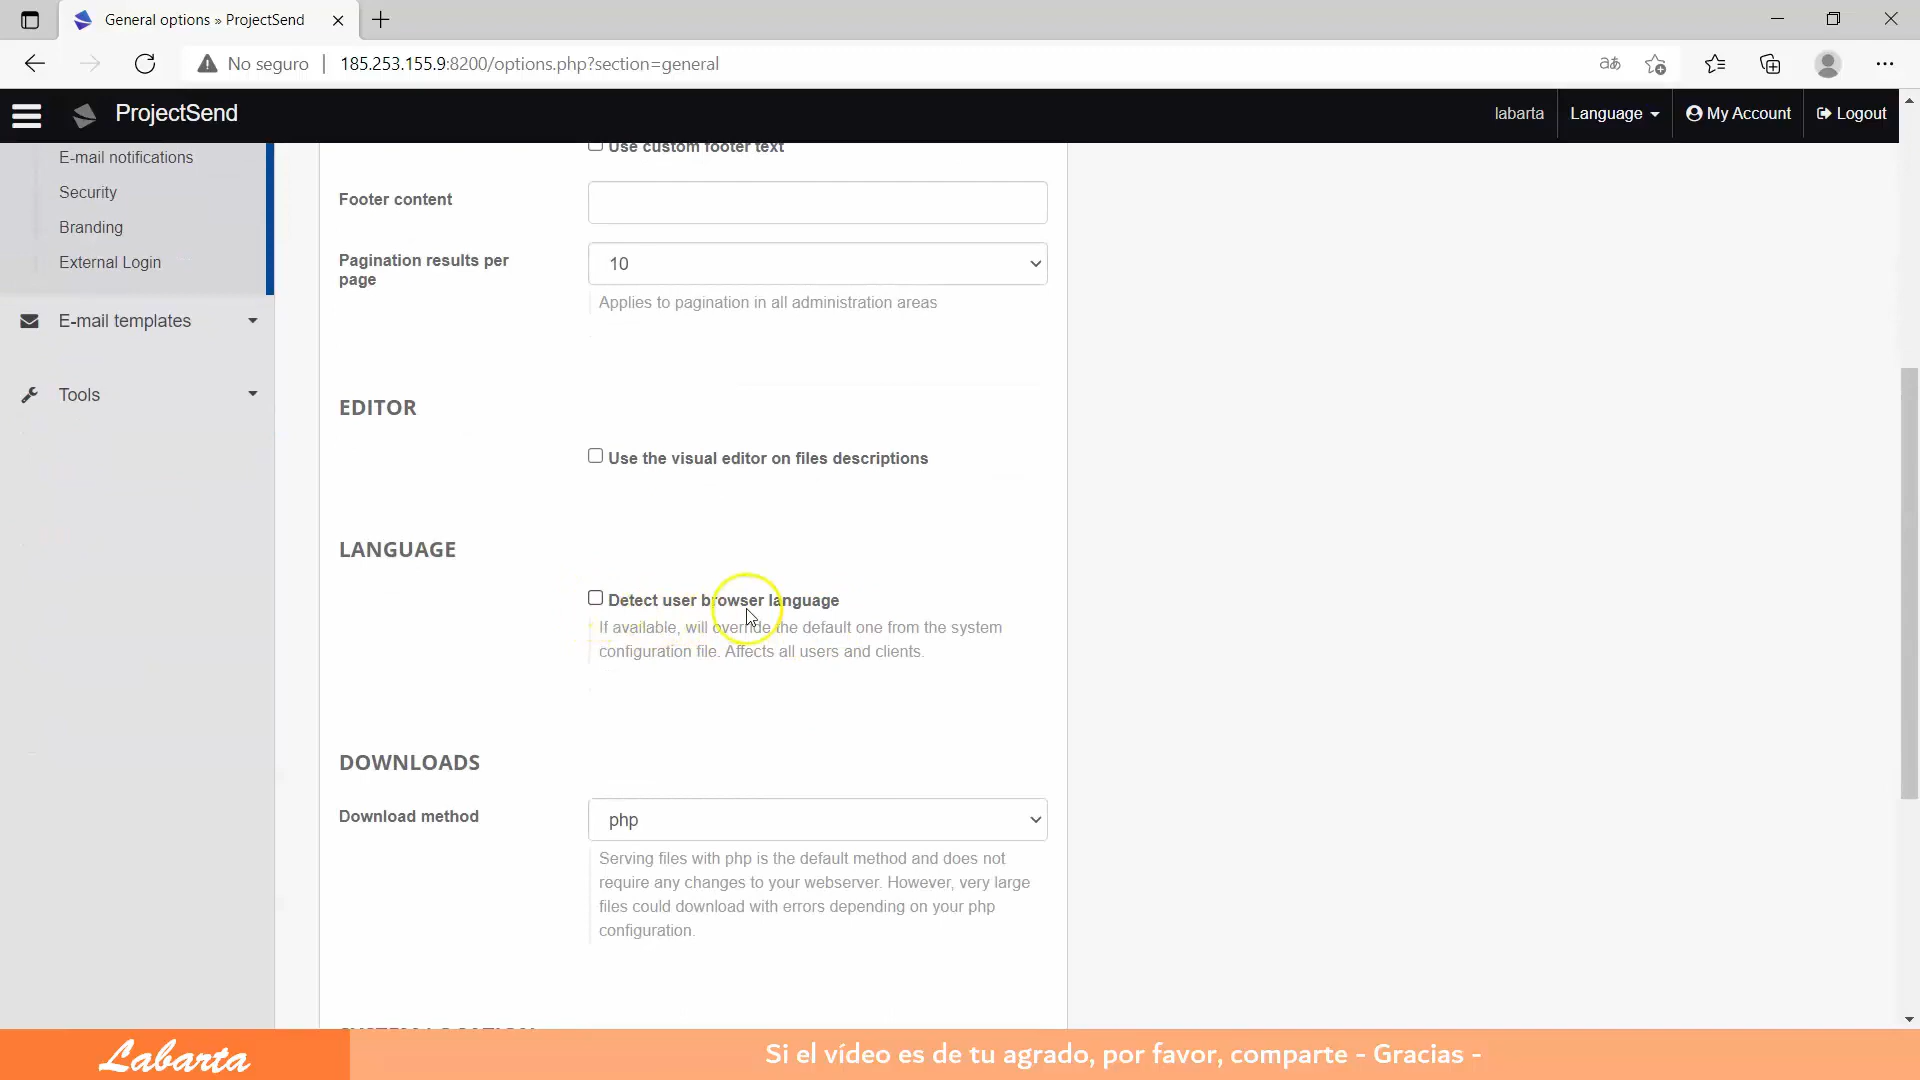 General options » ProjectSend
No seguro
185.253.155.9:8200/options.php?section=general
ProjectSend
labarta
Language
My Account
Logout
E-mail notifications
Security
Branding
External Login
E-mail templates
Tools
Use custom footer text
Footer content
Pagination results per
page
10
Applies to pagination in all administration areas
EDITOR
Use the visual editor on files descriptions
LANGUAGE
Detect user browser language
If available, will override the default one from the system
configuration file. Affects all users and clients.
DOWNLOADS
Download method
php
Serving files with php is the default method and does not
require any changes to your webserver. However, very large
files could download with errors depending on your php
configuration.
Labarta
Si el vídeo es de tu agrado, por favor, comparte - Gracias -